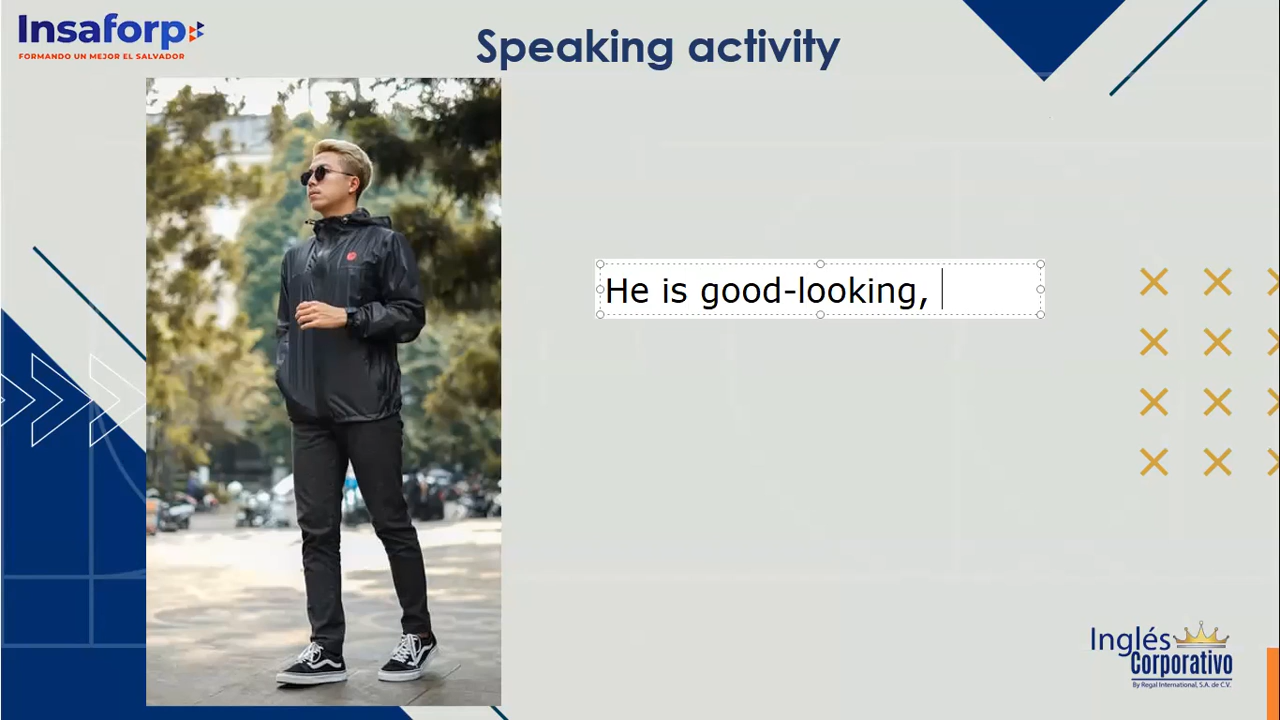 Insaforp
FORMANDO UN MEJOR EL SALVADOR
Speaking activity
He is good-looking,
Inglés
Corporativo
By Regal International, S.A. de C.V.